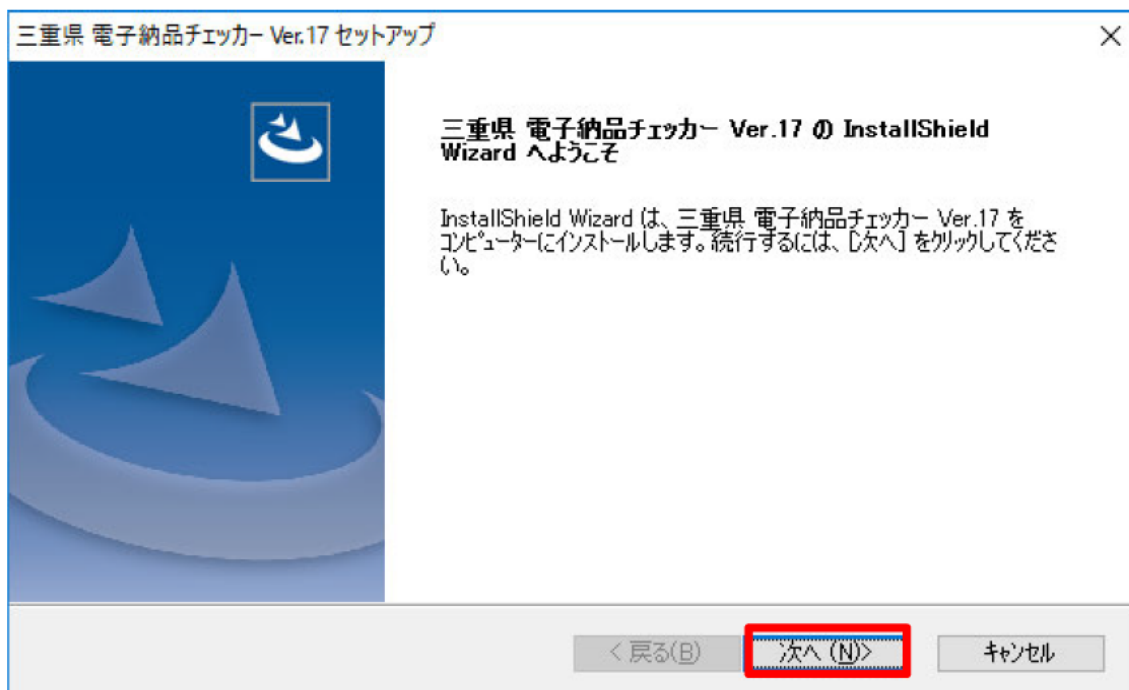 三重県 電子納品チェッカー Ver.17 セットアップ
三重県 電子納品チェッカー Ver.17 の InstallShield
Wizard へようこそ
InstallShield Wizard は、三重県 電子納品チェッカー Ver.17 を
コンピューターにインストールします。続行するには、[次へ] をクリックしてくださ
い。
< 戻る(B)
次へ (N)>
キャンセル